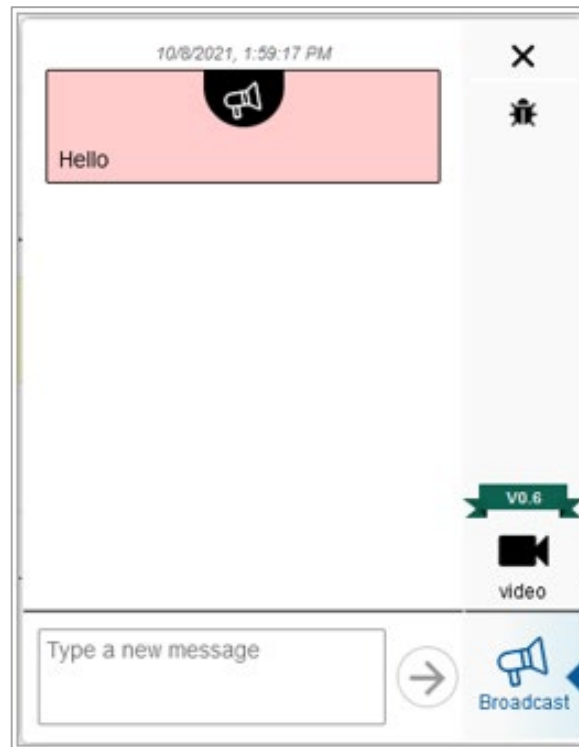 10/8/2021, 1:59:17 PM
Hello
V0.6
video
Type a new message
Broadcast